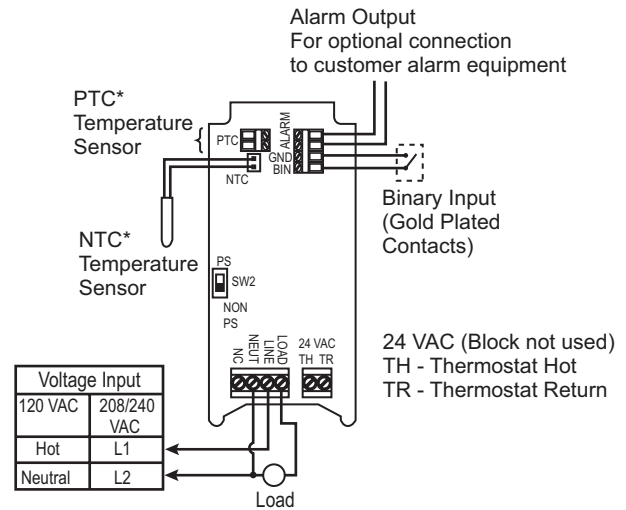 Alarm Output
For optional connection
to customer alarm equipment
PTC*
Temperature
Sensor
PTC
ALARM
GND
BIN
NTC
Binary Input
(Gold Plated
Contacts)
NTC*
Temperature
Sensor
PS
SW2
NON
PS
NC
NEUT
LINE
LOAD
24 VAC
TH TR
24 VAC (Block not used)
TH - Thermostat Hot
TR - Thermostat Return
Voltage Input
120 VAC
208/240
VAC
Hot
L1
Neutral
L2
Load